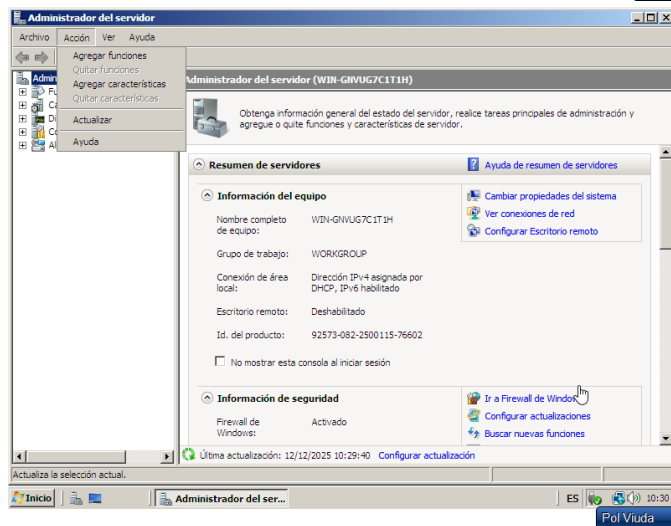 Administrador del servidor
Archivo Acción Ver Ayuda
Agregar funciones
Quitar funciones
Agregar características
Quitar características
Actualizar
Ayuda
Admin
Administrador del servidor (WIN-GNVUG7C1T1H)
Obtenga información general del estado del servidor, realice tareas principales de administración y
agregue o quite funciones y características de servidor.
Resumen de servidores
Ayuda de resumen de servidores
Información del equipo
Cambiar propiedades del sistema
Ver conexiones de red
Configurar Escritorio remoto
Nombre completo
de equipo:
WIN-GNVUG7C1T1H
Grupo de trabajo: WORKGROUP
Conexión de área
local:
Dirección IPv4 asignada por
DHCP, IPv6 habilitado
Escritorio remoto: Deshabilitado
Id. del producto: 92573-082-2500115-76602
No mostrar esta consola al iniciar sesión
Información de seguridad
Ir a Firewall de Windows
Configurar actualizaciones
Buscar nuevas funciones
Firewall de
Windows:
Activado
Última actualización: 12/12/2025 10:29:40 Configurar actualización
Actualiza la selección actual.
Inicio
Administrador del ser...
ES
10:30
Pol Viuda